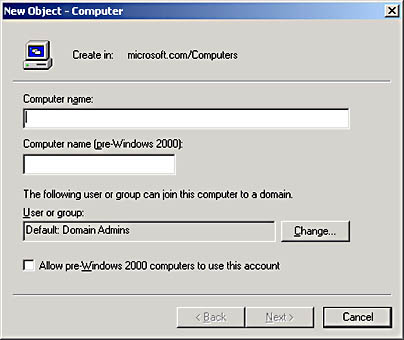 New Object - Computer
Create in: microsoft.com/Computers
Computer name:
Computer name (pre-Windows 2000):
The following user or group can join this computer to a domain.
User or group:
Default: Domain Admins
Change...
Allow pre-Windows 2000 computers to use this account
< Back Next > Cancel